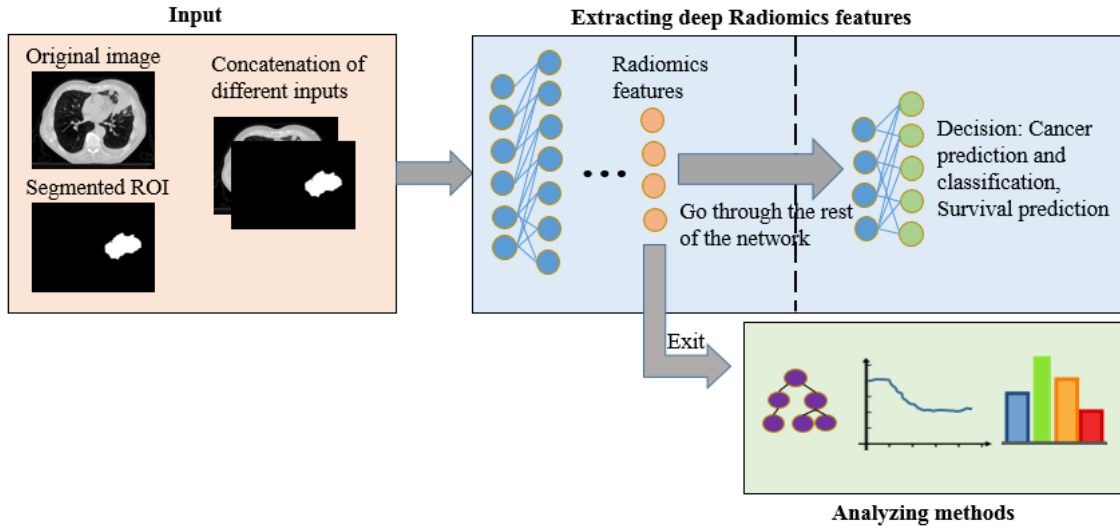 Input
Extracting deep Radiomics features
Original image
Concatenation of
different inputs
Segmented ROI
Radiomics
features
Go through the rest
of the network
Decision: Cancer
prediction and
classification,
Survival prediction
Exit
Analyzing methods